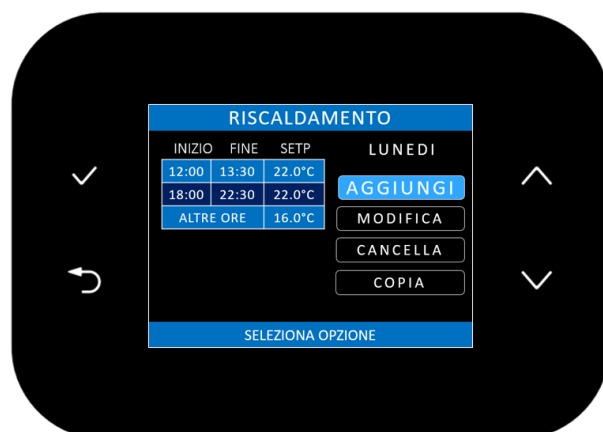 RISCALDAMENTO
INIZIO FINE SETP
LUNEDI
12:00 13:30 22.0°C
18:00 22:30 22.0°C
ALTRE ORE 16.0°C
AGGIUNGI
MODIFICA
CANCELLA
COPIA
SELEZIONA OPZIONE